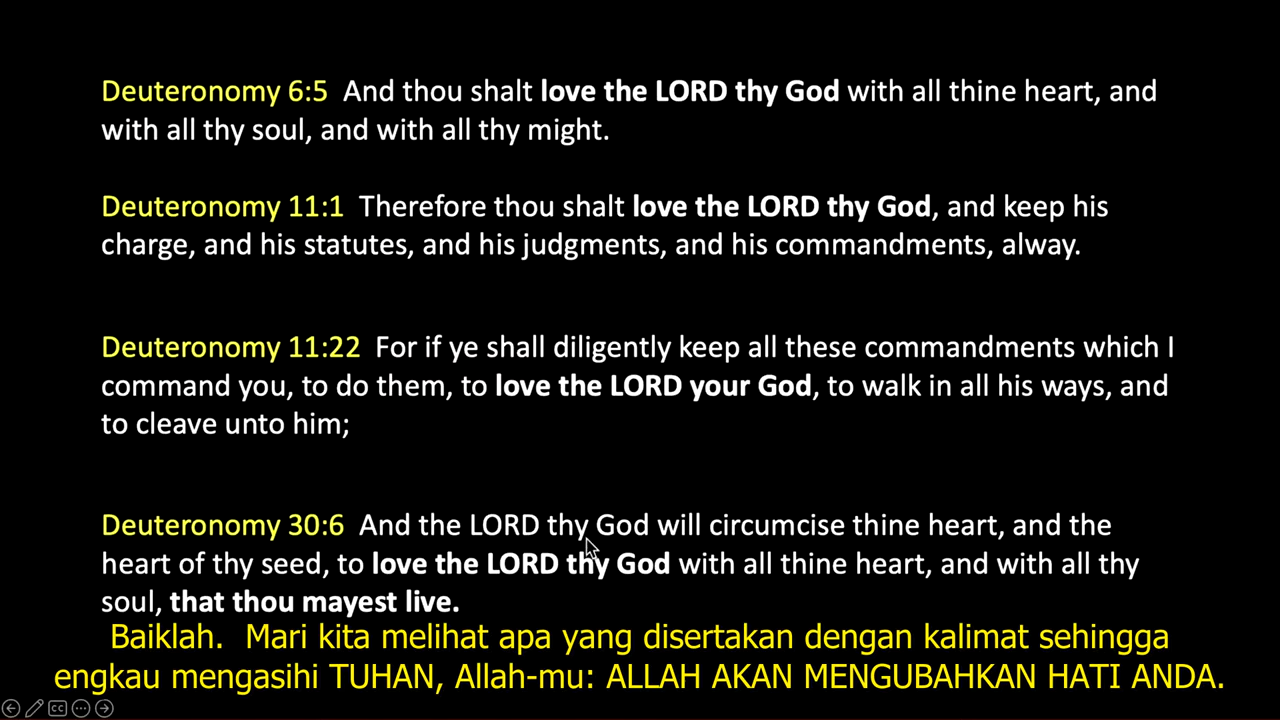 Deuteronomy 6:5  And thou shalt love the LORD thy God with all thine heart, and
with all thy soul, and with all thy might.
Deuteronomy 11:1  Therefore thou shalt love the LORD thy God, and keep his
charge, and his statutes, and his judgments, and his commandments, alway.
Deuteronomy 11:22  For if ye shall diligently keep all these commandments which I
command you, to do them, to love the LORD your God, to walk in all his ways, and
to cleave unto him;
Deuteronomy 30:6  And the LORD thy God will circumcise thine heart, and the
heart of thy seed, to love the LORD thy God with all thine heart, and with all thy
soul, that thou mayest live.
Baiklah.  Mari kita melihat apa yang disertakan dengan kalimat sehingga
engkau mengasihi TUHAN, Allah-mu: ALLAH AKAN MENGUBAHKAN HATI ANDA.
CC